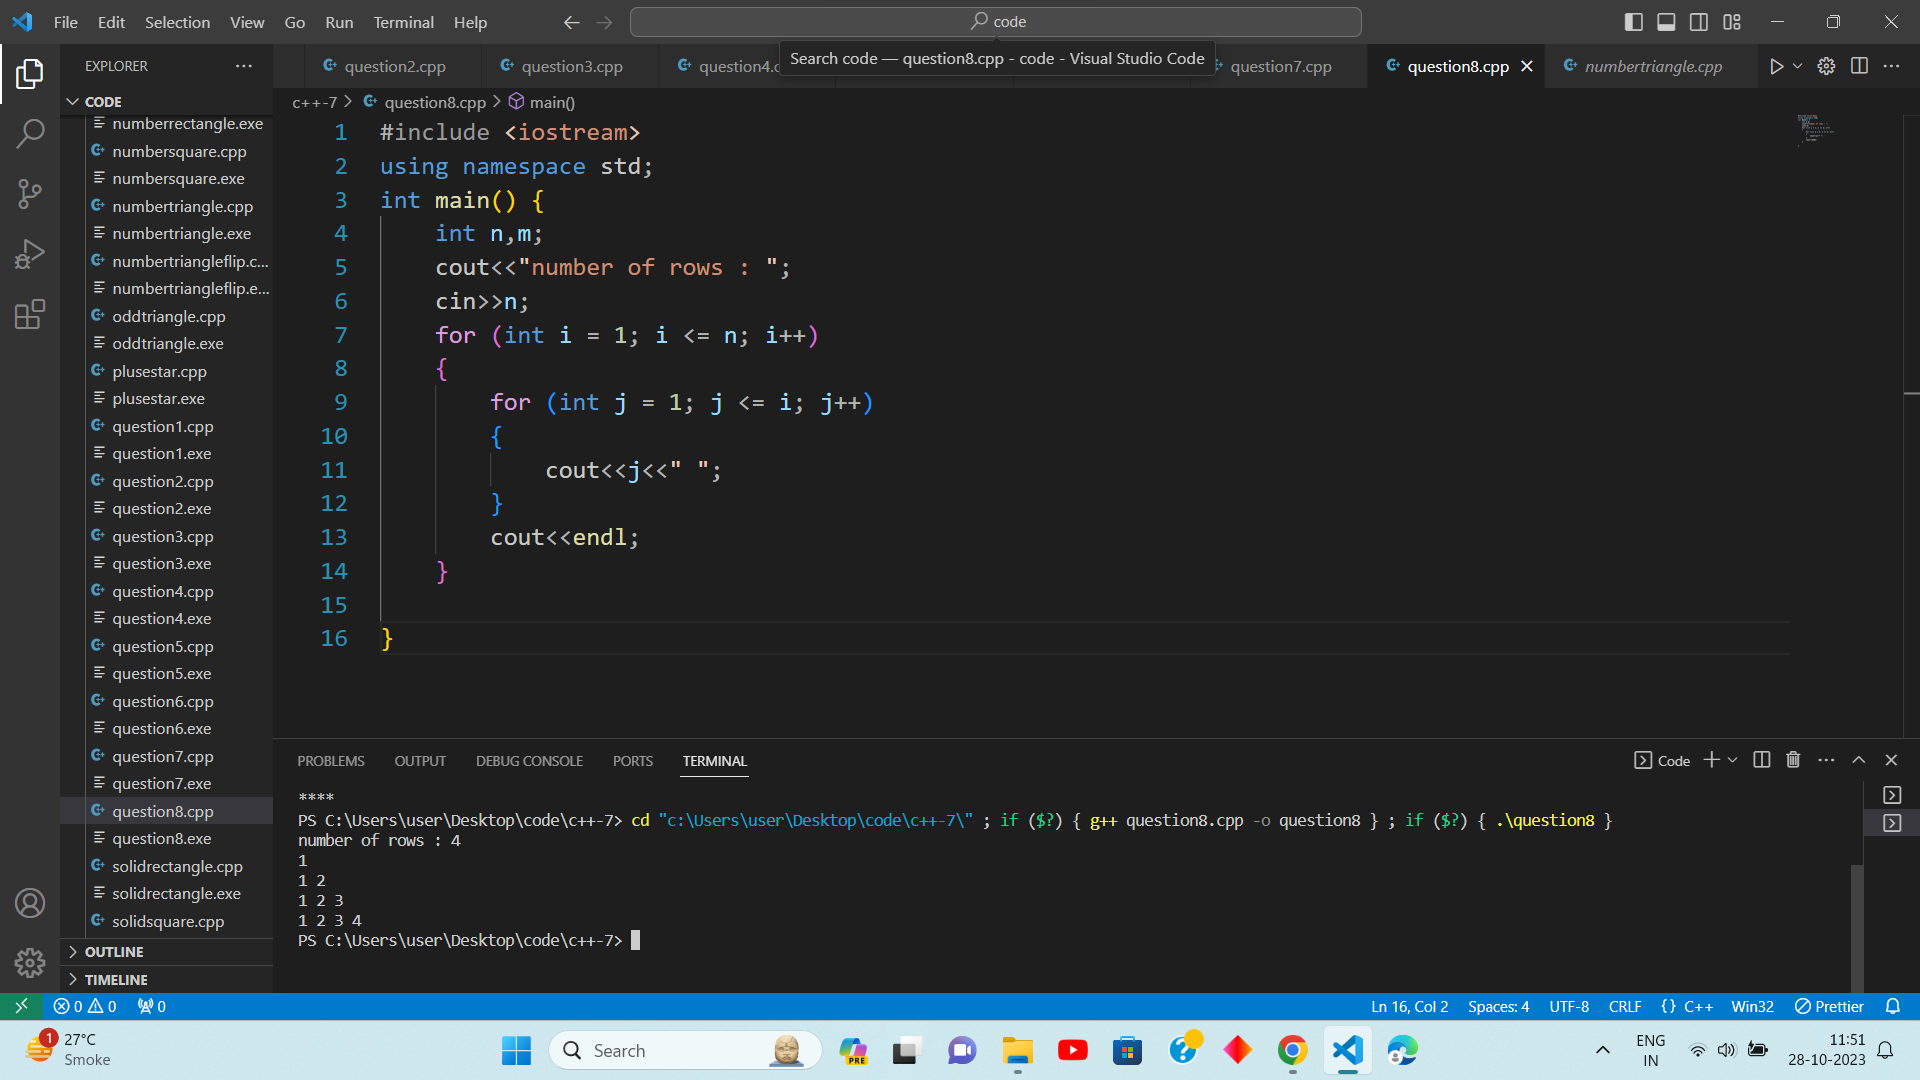 File Edit Selection View Go Run Terminal Help
code
Search code — question8.cpp - code - Visual Studio Code
EXPLORER
question2.cpp question3.cpp question4.c question7.cpp question8.cpp numbertriangle.cpp
CODE
c++-7 > question8.cpp > main()
numberrectangle.exe
numbersquare.cpp
numbersquare.exe
numbertriangle.cpp
numbertriangle.exe
numbertriangleflip.c...
numbertriangleflip.e...
oddtriangle.cpp
oddtriangle.exe
plusestar.cpp
plusestar.exe
question1.cpp
question1.exe
question2.cpp
question2.exe
question3.cpp
question3.exe
question4.cpp
question4.exe
question5.cpp
question5.exe
question6.cpp
question6.exe
question7.cpp
question7.exe
question8.cpp
question8.exe
solidrectangle.cpp
solidrectangle.exe
solidsquare.cpp
OUTLINE
TIMELINE
1 #include <iostream>
2 using namespace std;
3 int main() {
4 int n,m;
5 cout<<"number of rows : ";
6 cin>>n;
7 for (int i = 1; i <= n; i++)
8 {
9 for (int j = 1; j <= i; j++)
10 {
11 cout<<j<<" ";
12 }
13 cout<<endl;
14 }
15
16 }
PROBLEMS OUTPUT DEBUG CONSOLE PORTS TERMINAL
Code
****
PS C:\Users\user\Desktop\code\c++-7> cd "c:\Users\user\Desktop\code\c++-7\" ; if ($?) { g++ question8.cpp -o question8 } ; if ($?) { .\question8 }
number of rows : 4
1
1 2
1 2 3
1 2 3 4
PS C:\Users\user\Desktop\code\c++-7>
0 0 0 Ln 16, Col 2 Spaces: 4 UTF-8 CRLF {} C++ Win32 Prettier
1
27°C
Smoke
Search
PRE
ENG
IN
11:51
28-10-2023